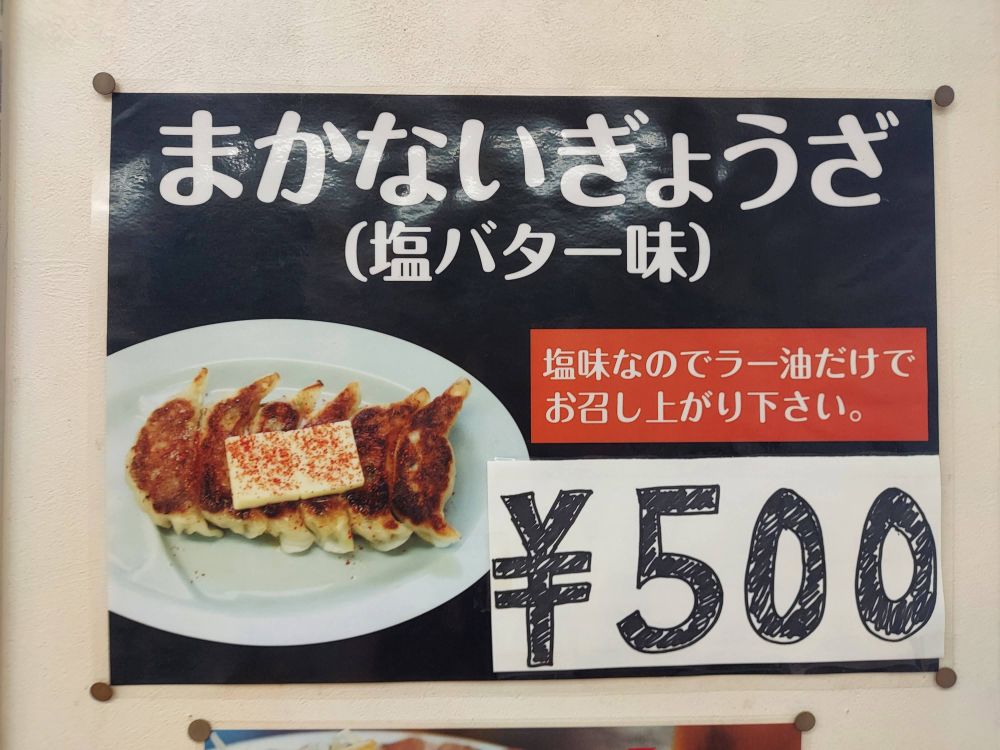 まかないぎょうざ
(塩バター味)
塩味なのでラー油だけで
お召し上がり下さい。
¥500